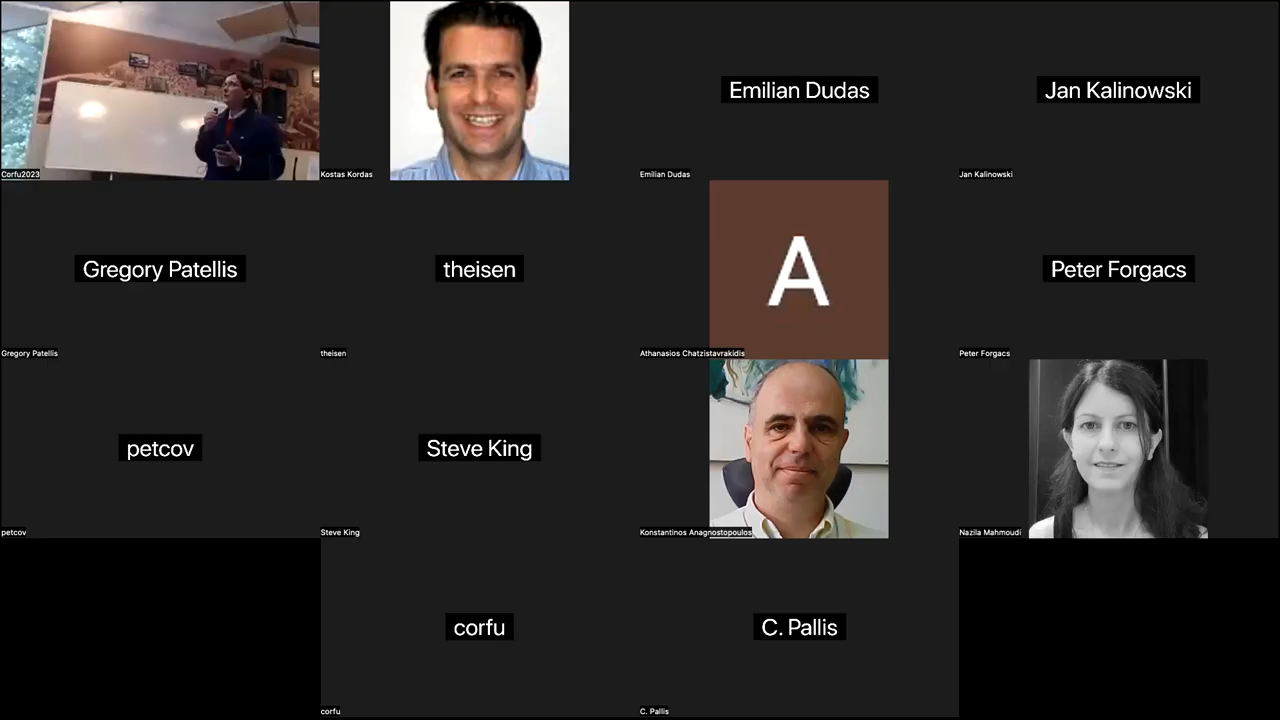 Corfu2023
Kostas Kordas
Emilian Dudas
Emilian Dudas
Jan Kalinowski
Jan Kalinowski
Gregory Patellis
Gregory Patellis
theisen
theisen
A
Athanasios Chatzistavrakidis
Peter Forgacs
Peter Forgacs
petcov
petcov
Steve King
Steve King
Konstantinos Anagnostopoulos
Nazila Mahmoudi
corfu
corfu
C. Pallis
C. Pallis